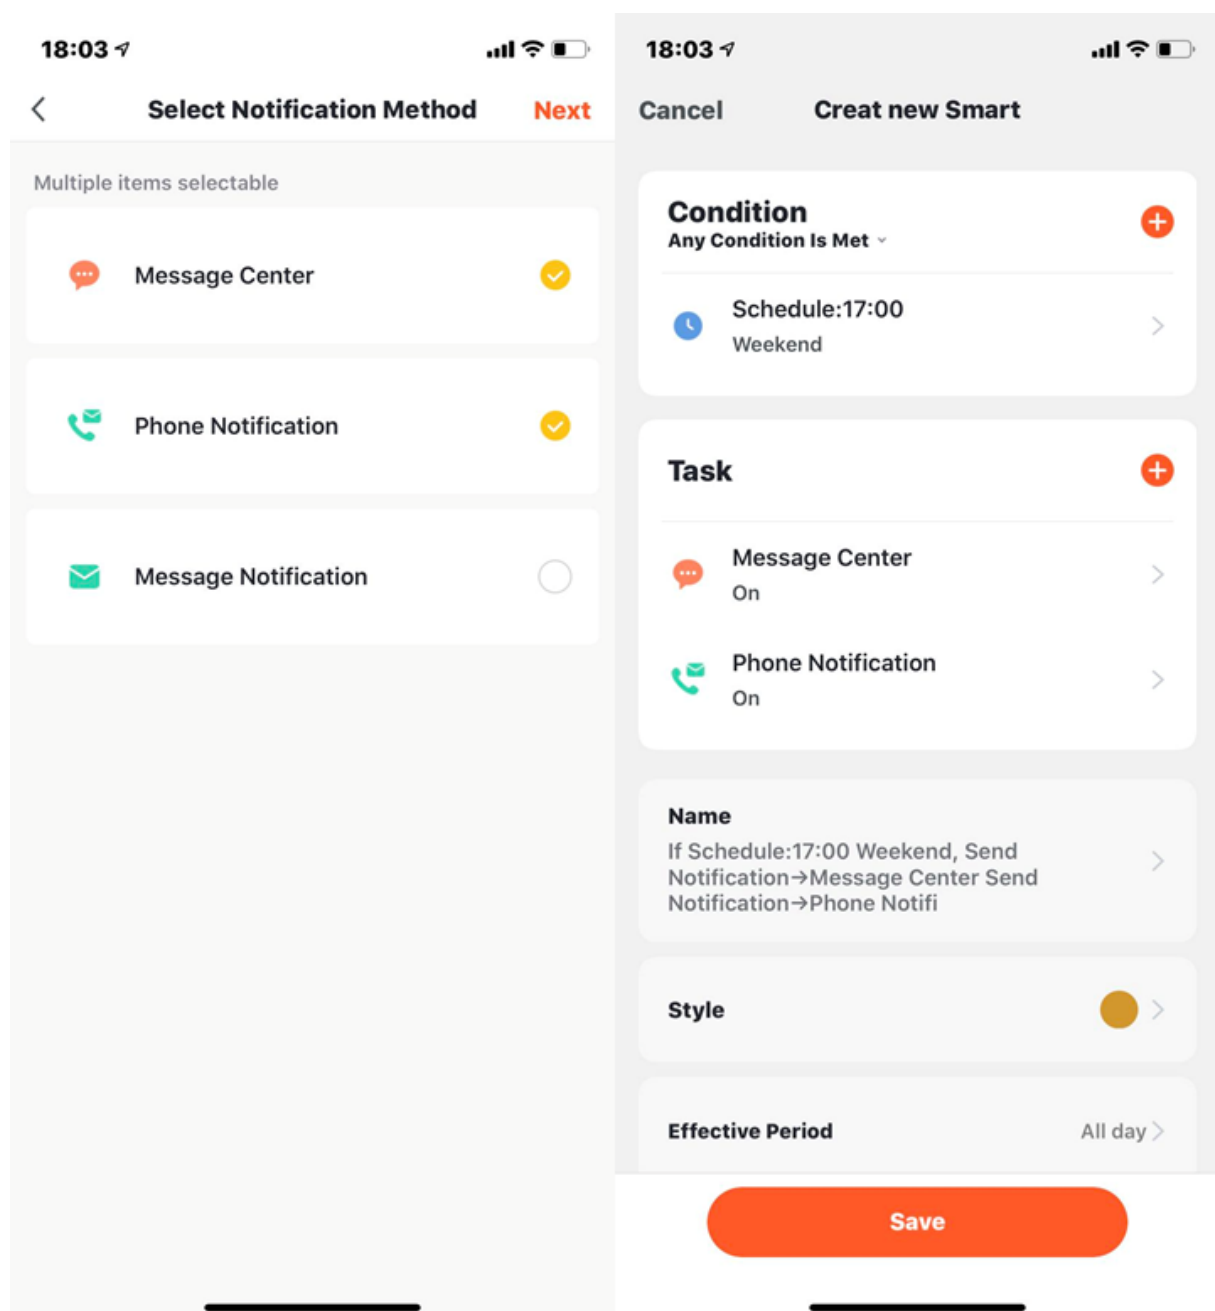 18:03
Select Notification Method
Next
Multiple items selectable
Message Center
Phone Notification
Message Notification
18:03
Cancel
Creat new Smart
Condition
Any Condition Is Met
Schedule:17:00
Weekend
Task
Message Center
On
Phone Notification
On
Name
If Schedule:17:00 Weekend, Send
Notification→Message Center Send
Notification→Phone Notifi
Style
Effective Period
All day
Save